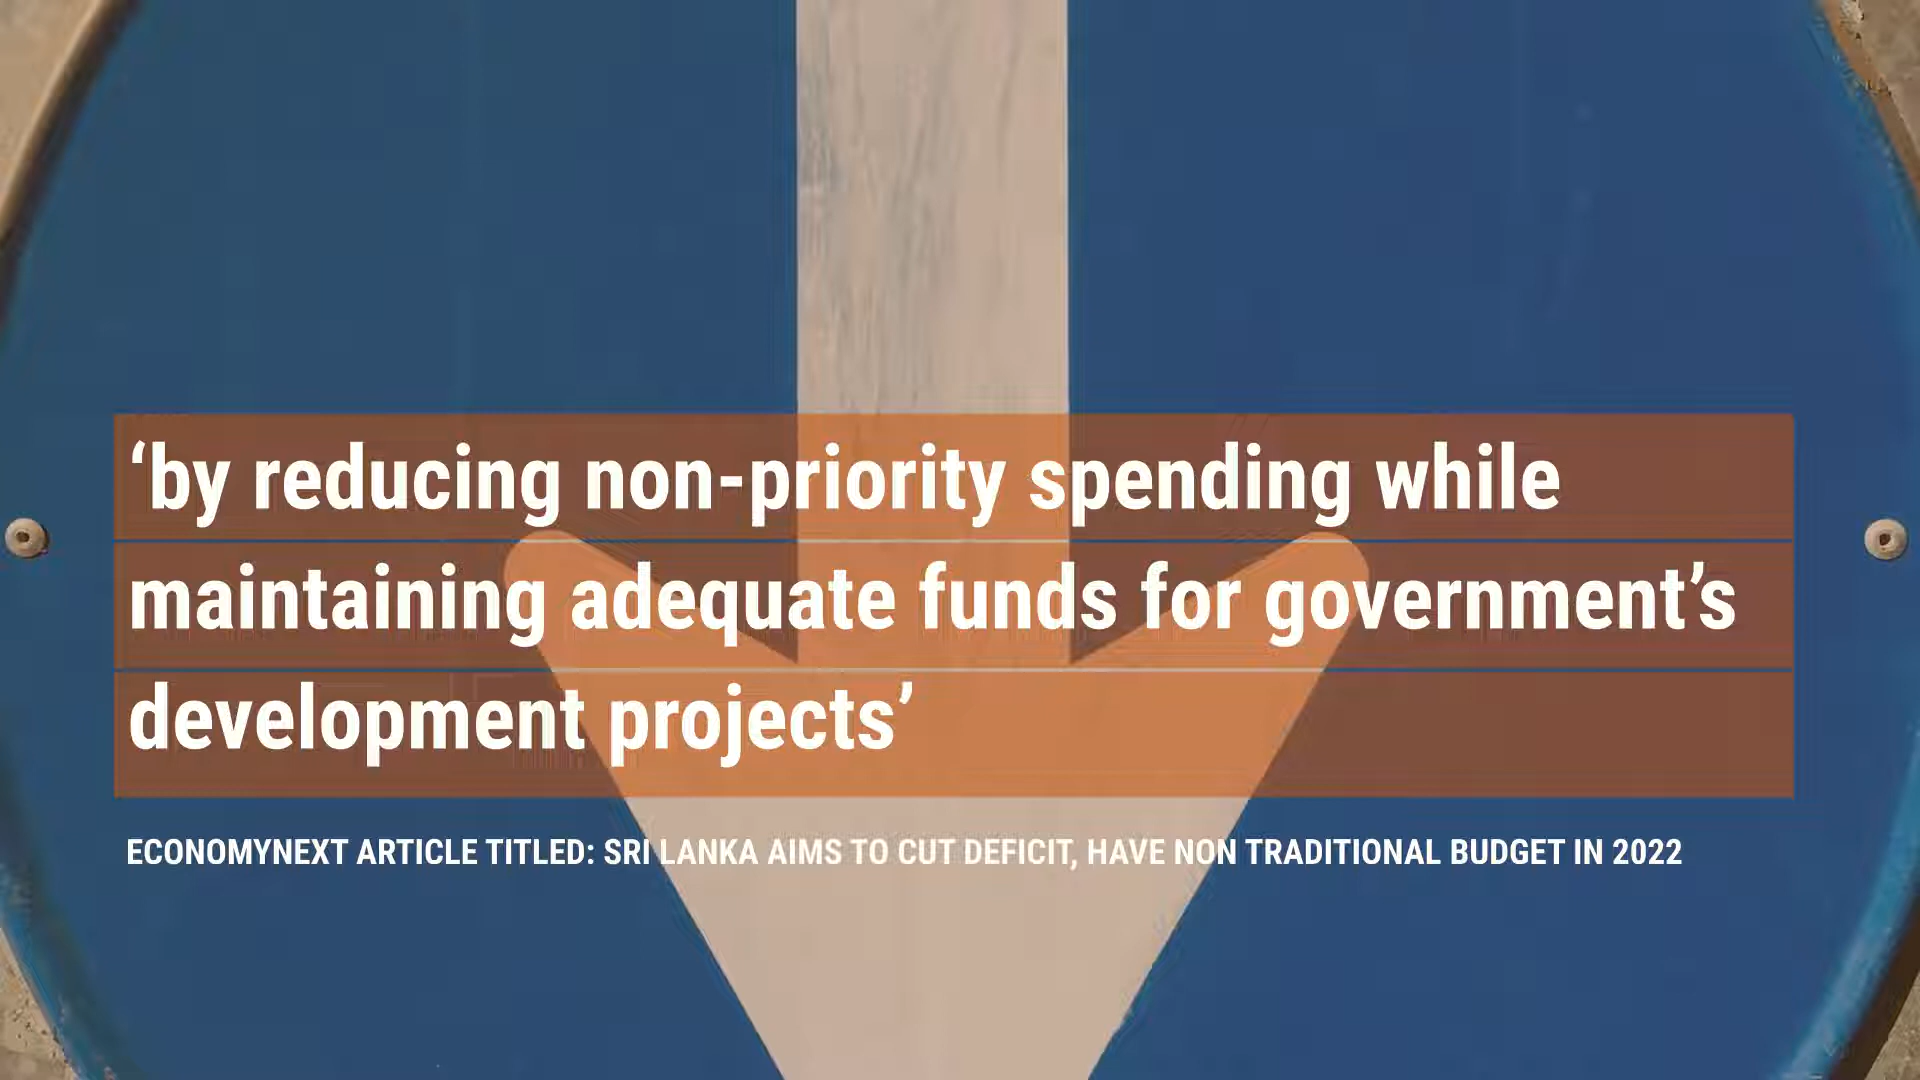 ‘by reducing non-priority spending while
maintaining adequate funds for government’s
development projects’
ECONOMYNEXT ARTICLE TITLED: SRI LANKA AIMS TO CUT DEFICIT, HAVE NON TRADITIONAL BUDGET IN 2022